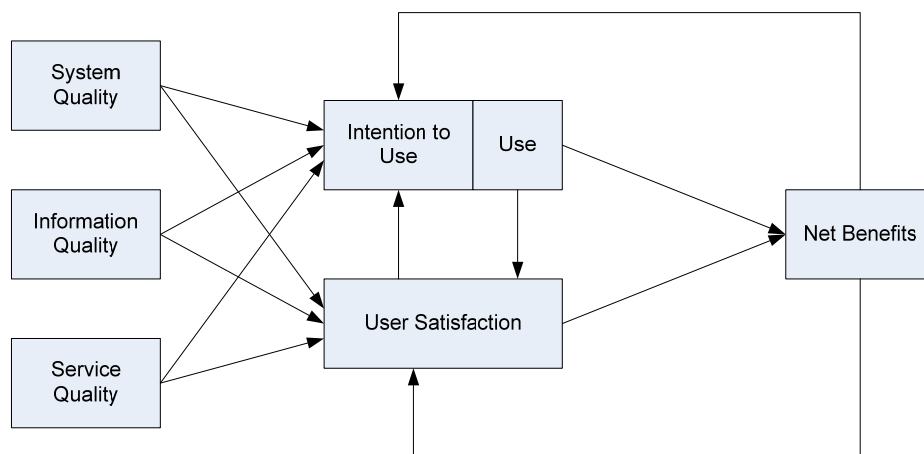 System
Quality
Intention to
Use
Use
Information
Quality
Net Benefits
User Satisfaction
Service
Quality